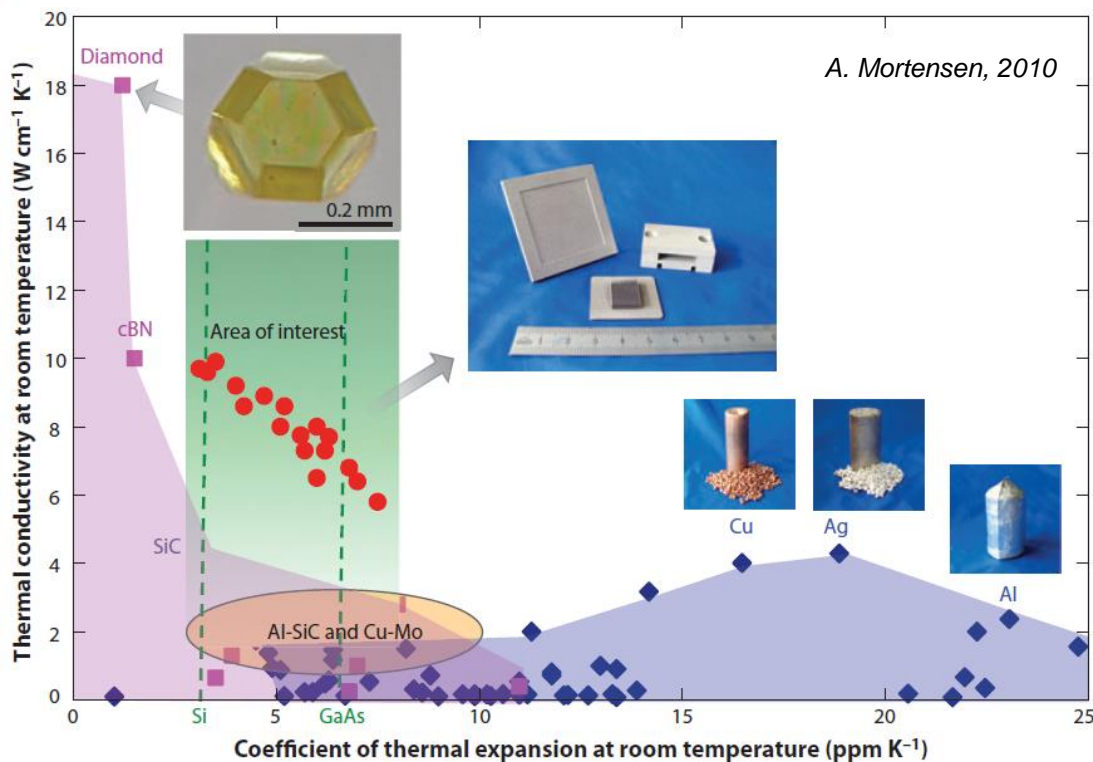 20
18
16
14
12
10
8
6
4
2
0
Thermal conductivity at room temperature (W cm⁻¹ K⁻¹)
Diamond
A. Mortensen, 2010
0.2 mm
cBN
Area of interest
SiC
Cu
Ag
Al
Al-SiC and Cu-Mo
0
Si
5
GaAs
10
15
20
25
Coefficient of thermal expansion at room temperature (ppm K⁻¹)